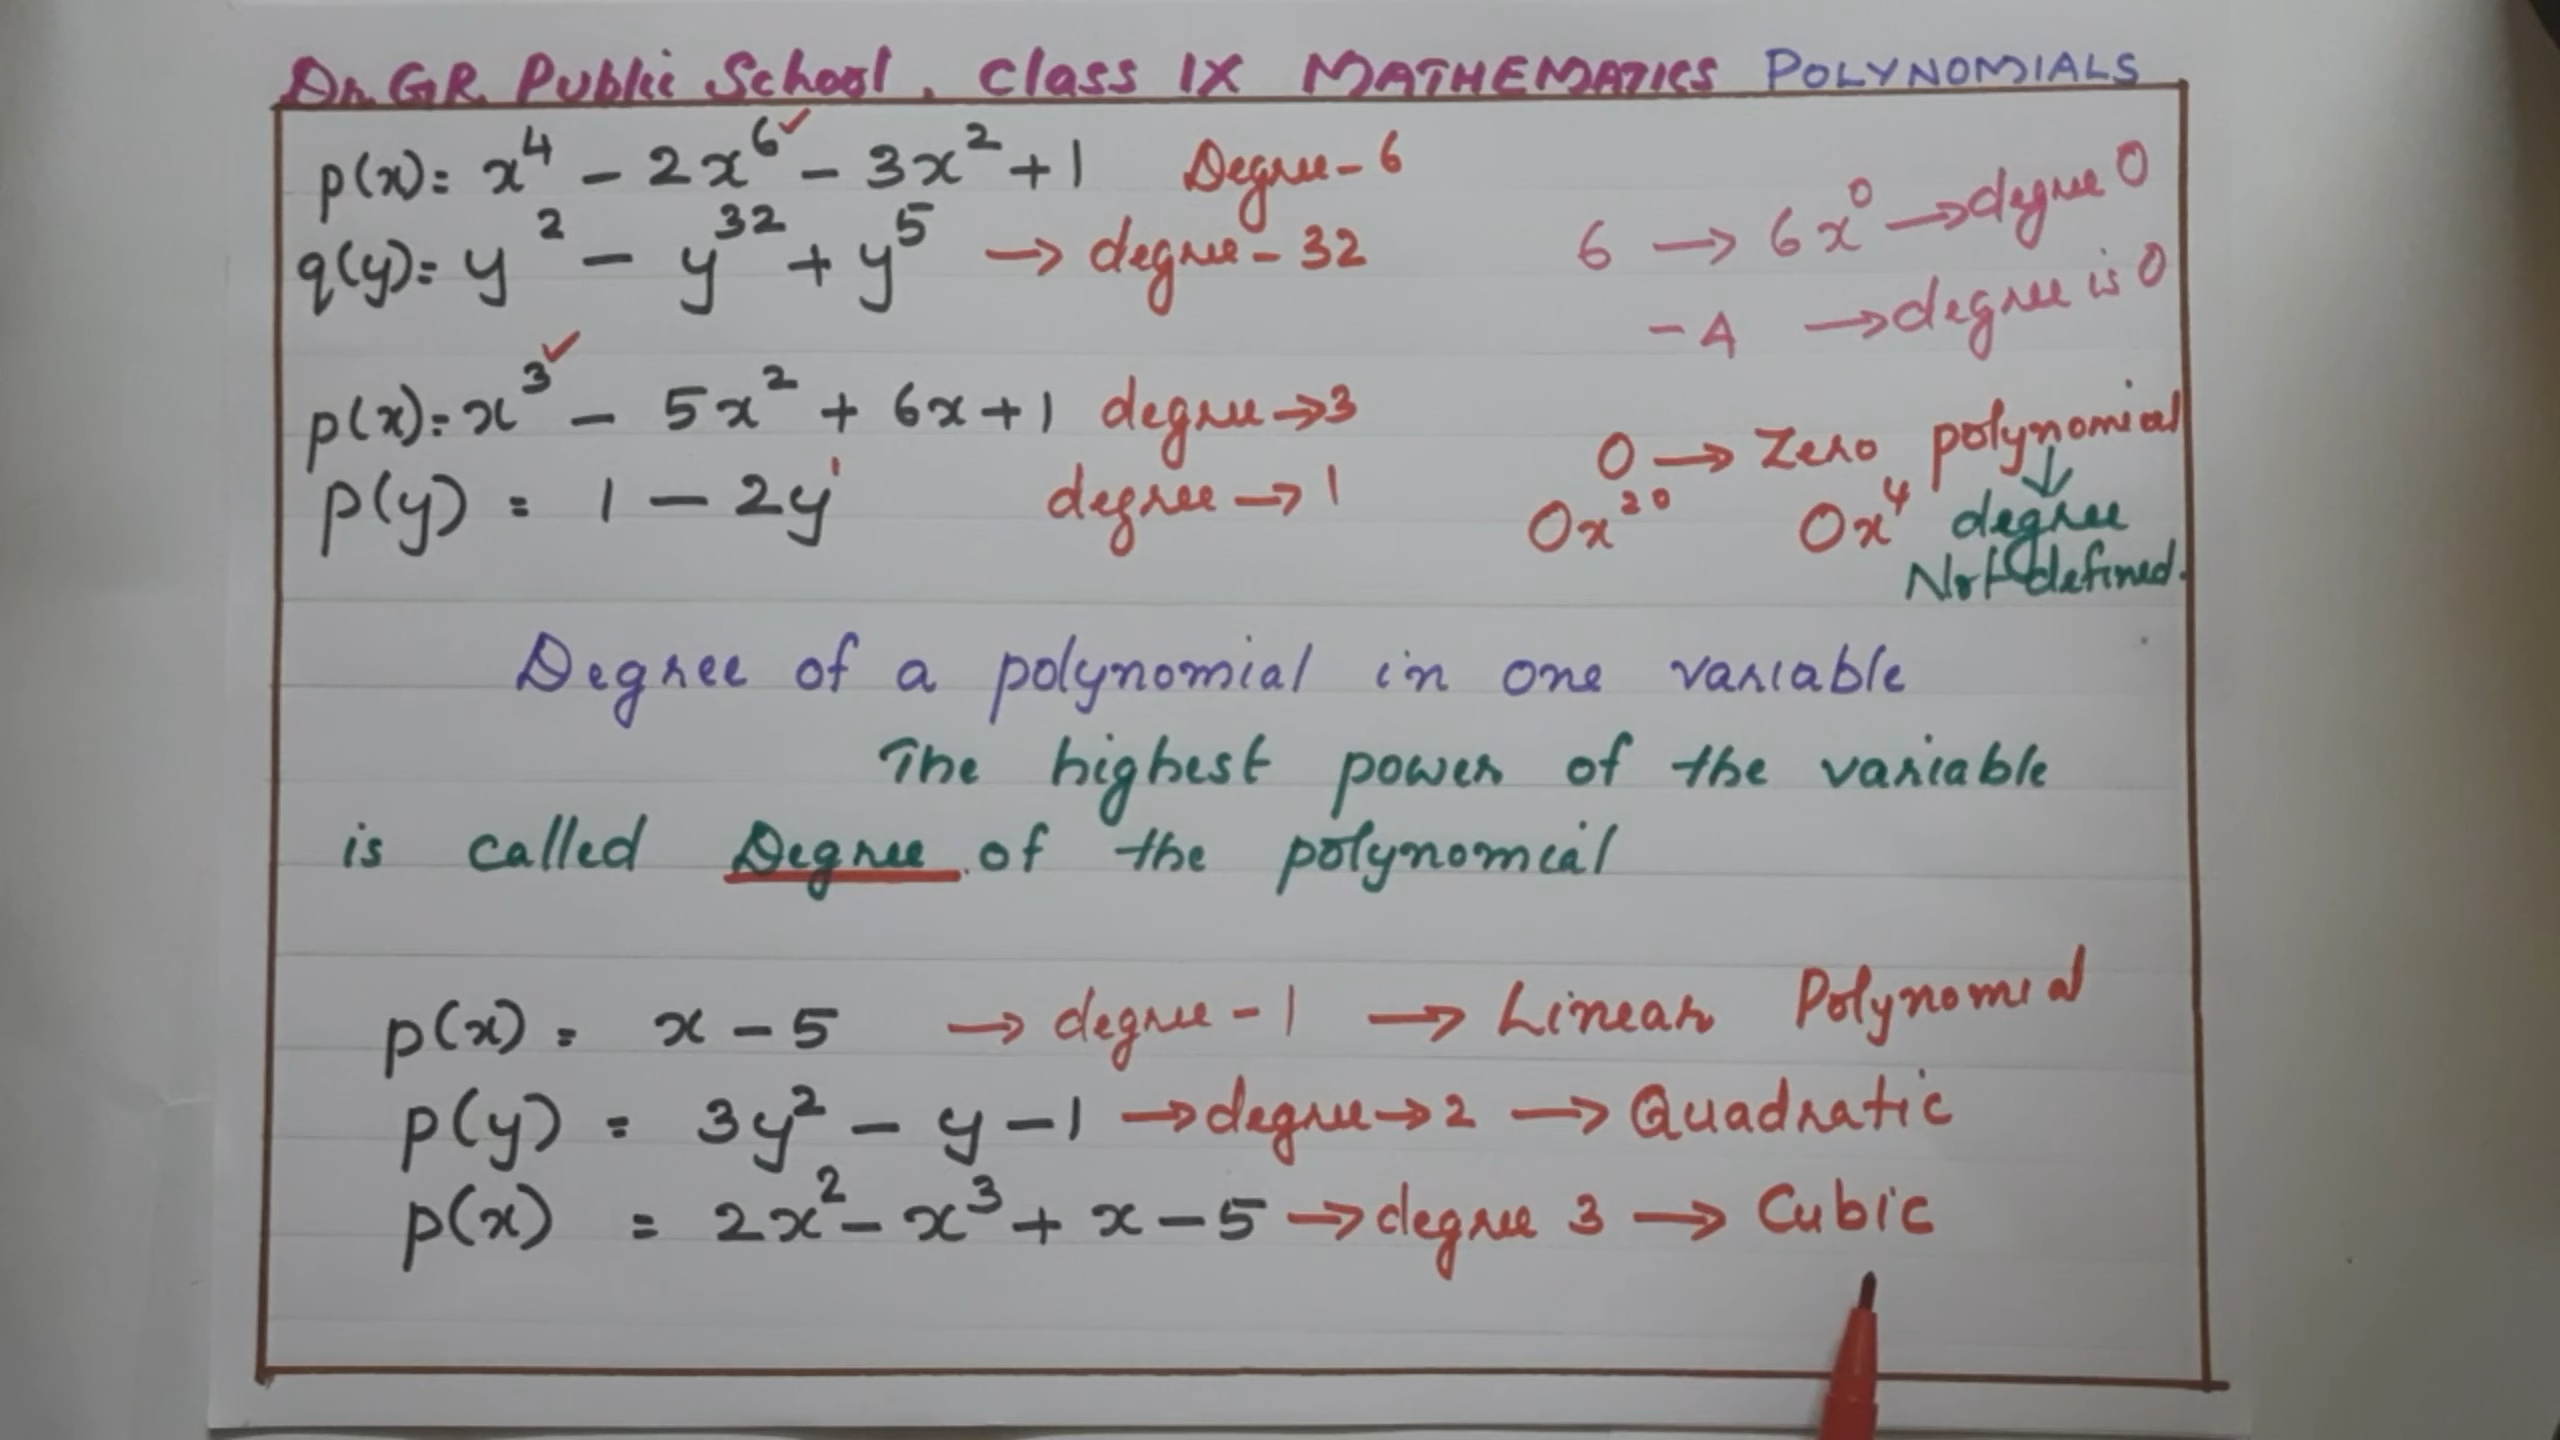 Dr. G.R. Public School. Class IX MATHEMATICS POLYNOMIALS
p(x)= x⁴ - 2x⁶ ✓ - 3x² + 1 Degree - 6
q(y)= y² - y³² + y⁵ → degree - 32
6 → 6x⁰ → degree 0
-4 → degree is 0
p(x)= x³ ✓ - 5x² + 6x + 1 degree → 3
p(y) = 1 - 2y¹ degree → 1
0 → Zero polynomial
0x²⁰ 0x⁴ ↓ degree
Not defined.
Degree of a polynomial in one variable
The highest power of the variable
is called Degree of the polynomial
p(x) = x - 5 → degree - 1 → Linear Polynomial
p(y) = 3y² - y - 1 → degree → 2 → Quadratic
p(x) = 2x² - x³ + x - 5 → degree 3 → Cubic